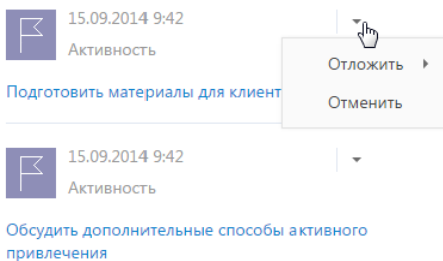 15.09.2014 9:42
Активность
Отложить
Подготовить материалы для клиент
Отменить
15.09.2014 9:42
Активность
Обсудить дополнительные способы активного
привлечения